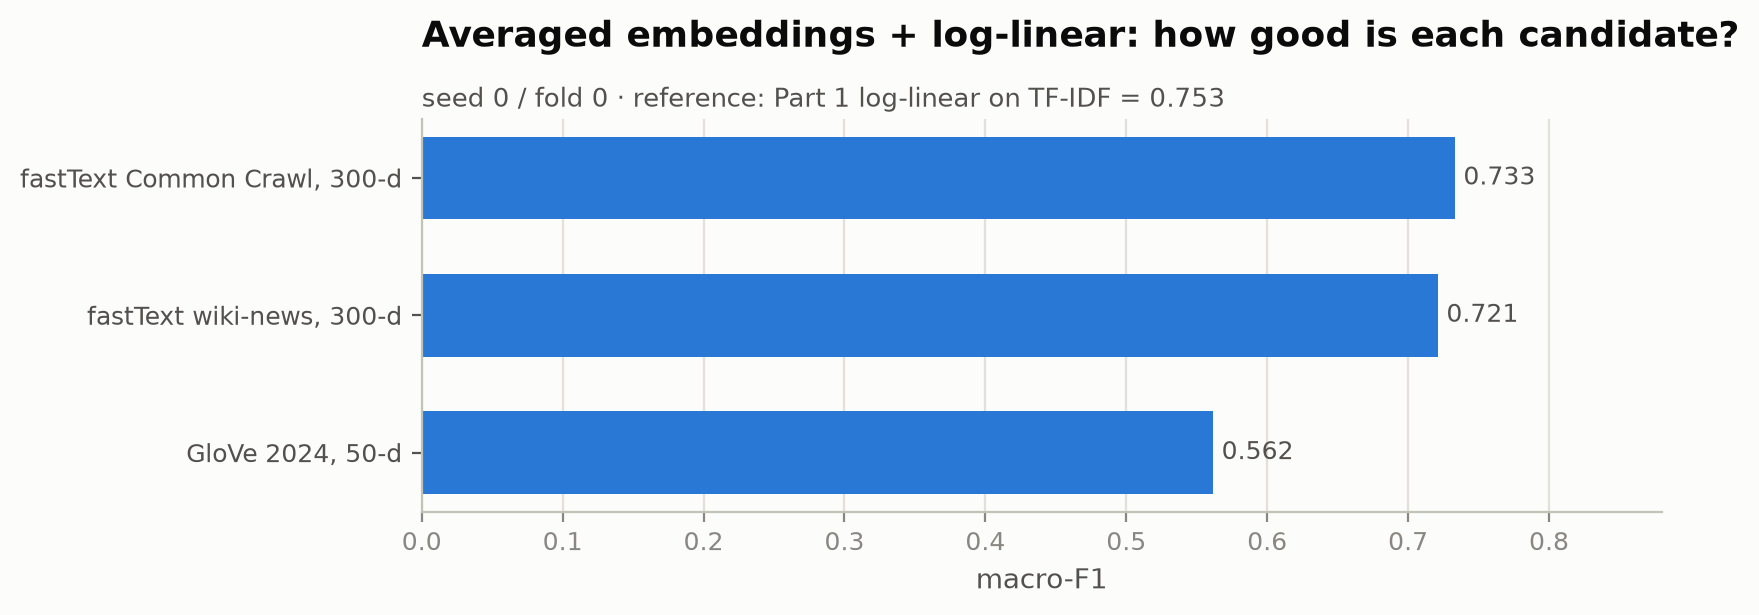 Averaged embeddings + log-linear: how good is each candidate?
seed 0 / fold 0 · reference: Part 1 log-linear on TF-IDF = 0.753
fastText Common Crawl, 300-d 0.733
fastText wiki-news, 300-d 0.721
GloVe 2024, 50-d 0.562
0.0 0.1 0.2 0.3 0.4 0.5 0.6 0.7 0.8
macro-F1